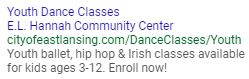 Youth Dance Classes
E.L. Hannah Community Center
cityofeastlansing.com/DanceClasses/Youth
Youth ballet, hip hop & Irish classes available
for kids ages 3-12. Enroll now!